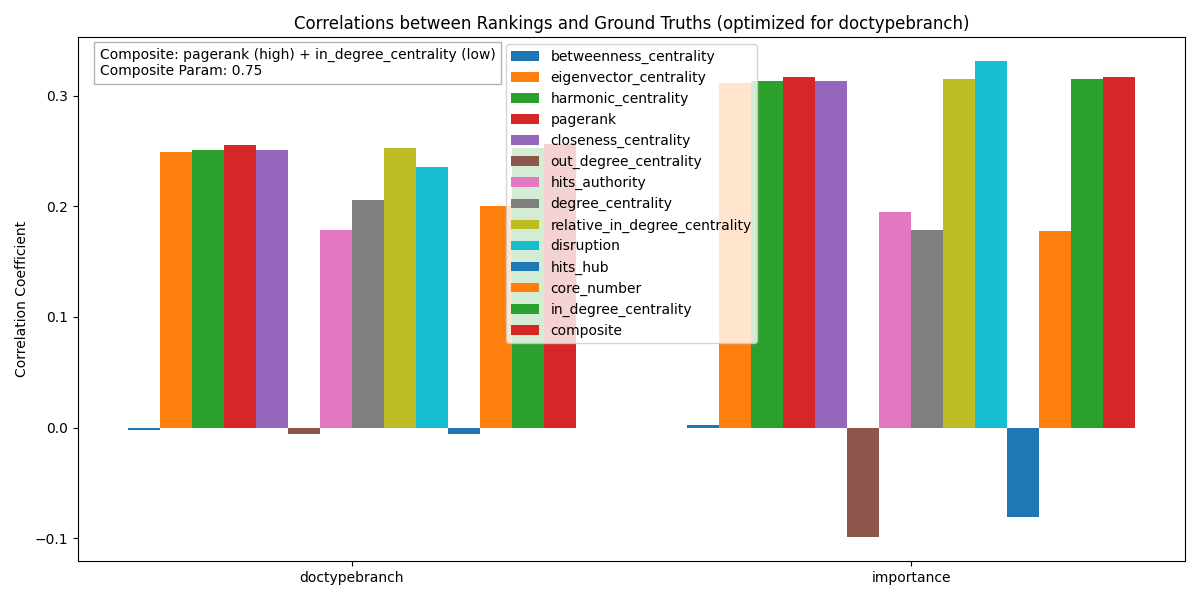 Correlations between Rankings and Ground Truths (optimized for doctypebranch)
Composite: pagerank (high) + in_degree_centrality (low)
Composite Param: 0.75
betweenness_centrality
eigenvector_centrality
harmonic_centrality
pagerank
closeness_centrality
out_degree_centrality
hits_authority
degree_centrality
relative_in_degree_centrality
disruption
hits_hub
core_number
in_degree_centrality
composite
Correlation Coefficient
0.3
0.2
0.1
0.0
−0.1
doctypebranch
importance